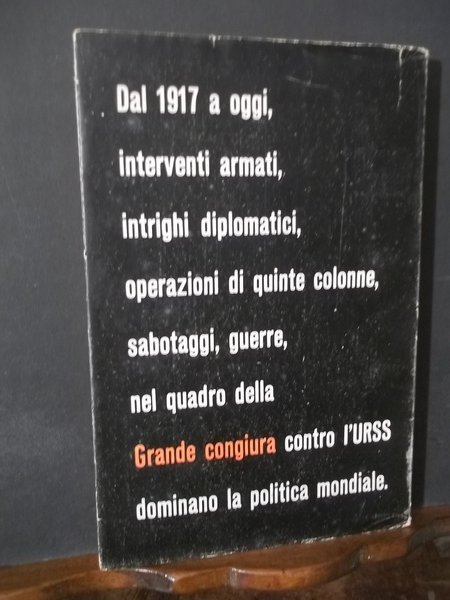 Dal 1917 a oggi,
interventi armati,
intrighi diplomatici,
operazioni di quinte colonne,
sabotaggi, guerre,
nel quadro della
Grande congiura contro l'URSS
dominano la politica mondiale.